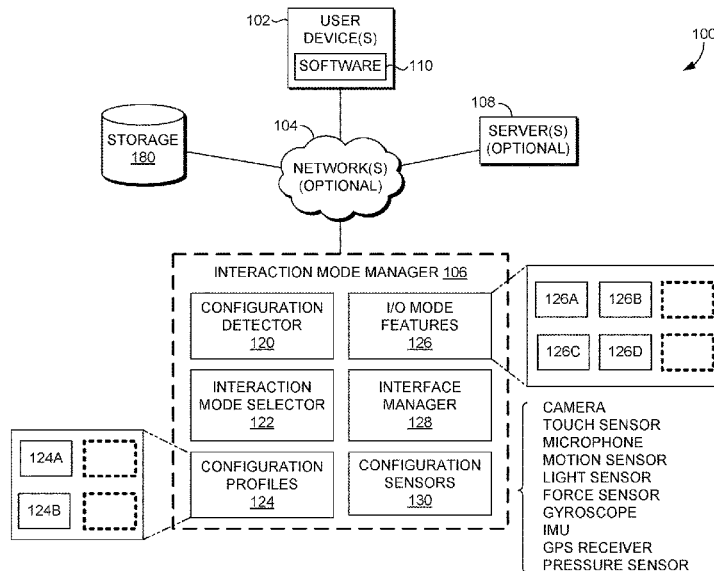 102
USER
DEVICE(S)
SOFTWARE
110
100
104
108
STORAGE
180
NETWORK(S)
(OPTIONAL)
SERVER(S)
(OPTIONAL)
INTERACTION MODE MANAGER 106
CONFIGURATION
DETECTOR
120
I/O MODE
FEATURES
126
126A
126B
126C
126D
INTERACTION
MODE SELECTOR
122
INTERFACE
MANAGER
128
CONFIGURATION
PROFILES
124
CONFIGURATION
SENSORS
130
124A
124B
CAMERA
TOUCH SENSOR
MICROPHONE
MOTION SENSOR
LIGHT SENSOR
FORCE SENSOR
GYROSCOPE
IMU
GPS RECEIVER
PRESSURE SENSOR